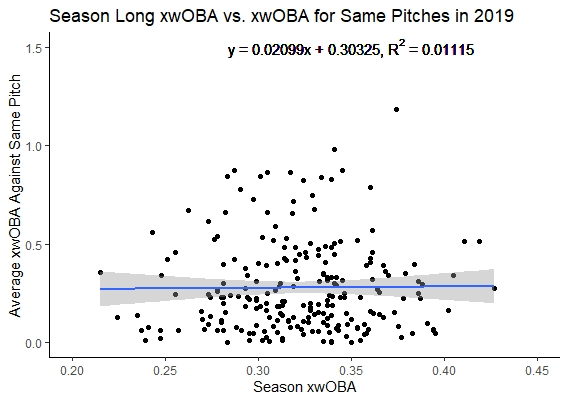 Season Long xwOBA vs. xwOBA for Same Pitches in 2019
y = 0.02099x + 0.30325, R² = 0.01115
Average xwOBA Against Same Pitch
1.5
1.0
0.5
0.0
0.20 0.25 0.30 0.35 0.40 0.45
Season xwOBA